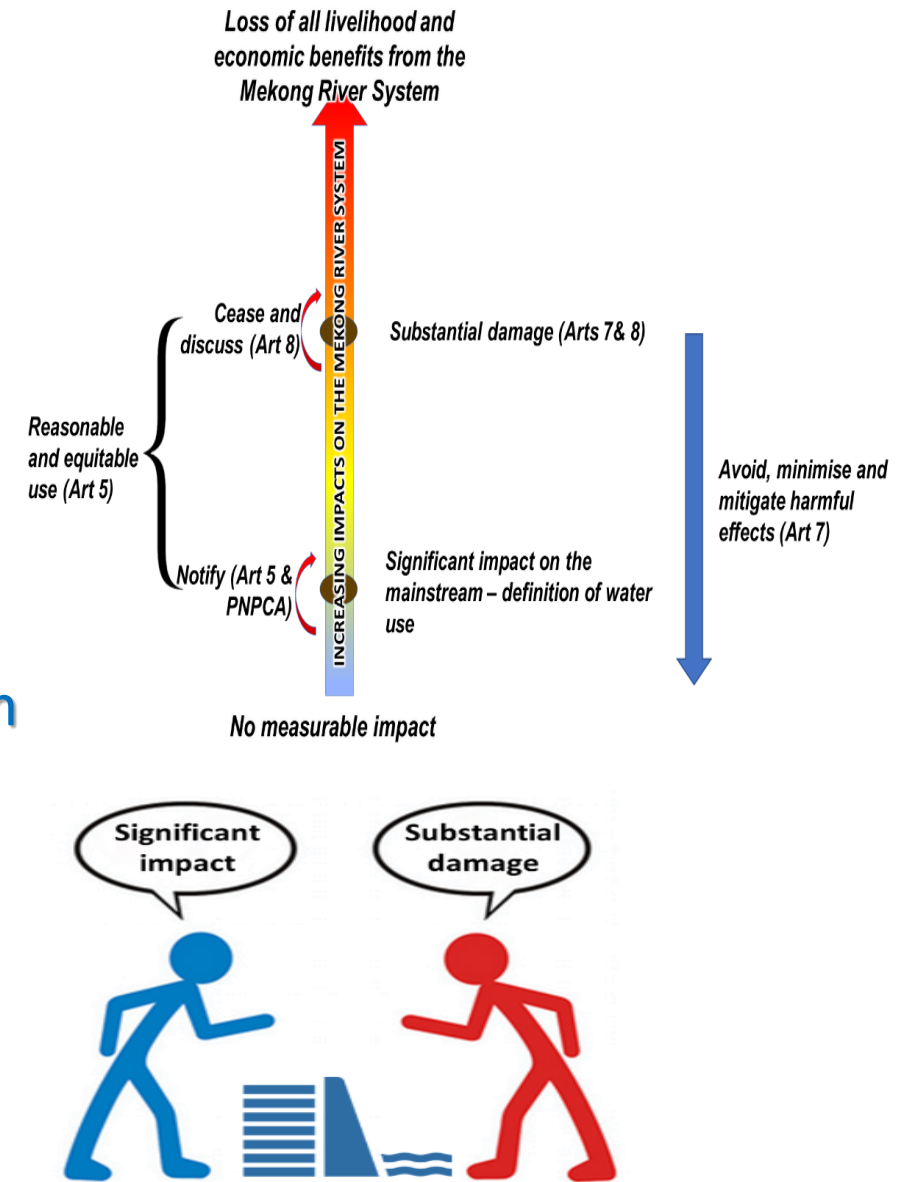 Loss of all livelihood and
economic benefits from the
Mekong River System
INCREASING IMPACTS ON THE MEKONG RIVER SYSTEM
Cease and
discuss (Art 8)
Substantial damage (Arts 7& 8)
Reasonable
and equitable
use (Art 5)
Avoid, minimise and
mitigate harmful
effects (Art 7)
Notify (Art 5 &
PNPCA)
Significant impact on the
mainstream – definition of water
use
n
No measurable impact
Significant
impact
Substantial
damage